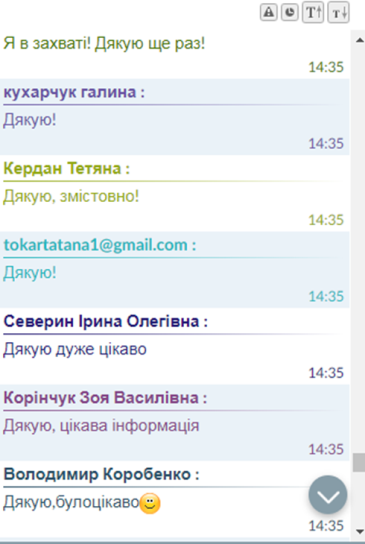 Я в захваті! Дякую ще раз!
14:35
кухарчук галина :
Дякую!
14:35
Кердан Тетяна :
Дякую, змістовно!
14:35
tokartatana1@gmail.com :
Дякую!
14:35
Северин Ірина Олегівна :
Дякую дуже цікаво
14:35
Корінчук Зоя Василівна :
Дякую, цікава інформація
14:35
Володимир Коробенко :
Дякую,булоцікаво
14:35